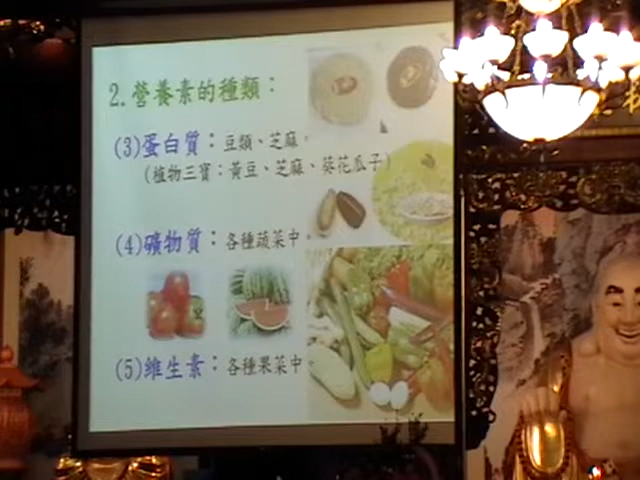 2.營養素的種類：
(3)蛋白質：豆類、芝麻。
(植物三寶：黃豆、芝麻、葵花瓜子)
(4)礦物質：各種蔬菜中。
(5)維生素：各種果菜中。